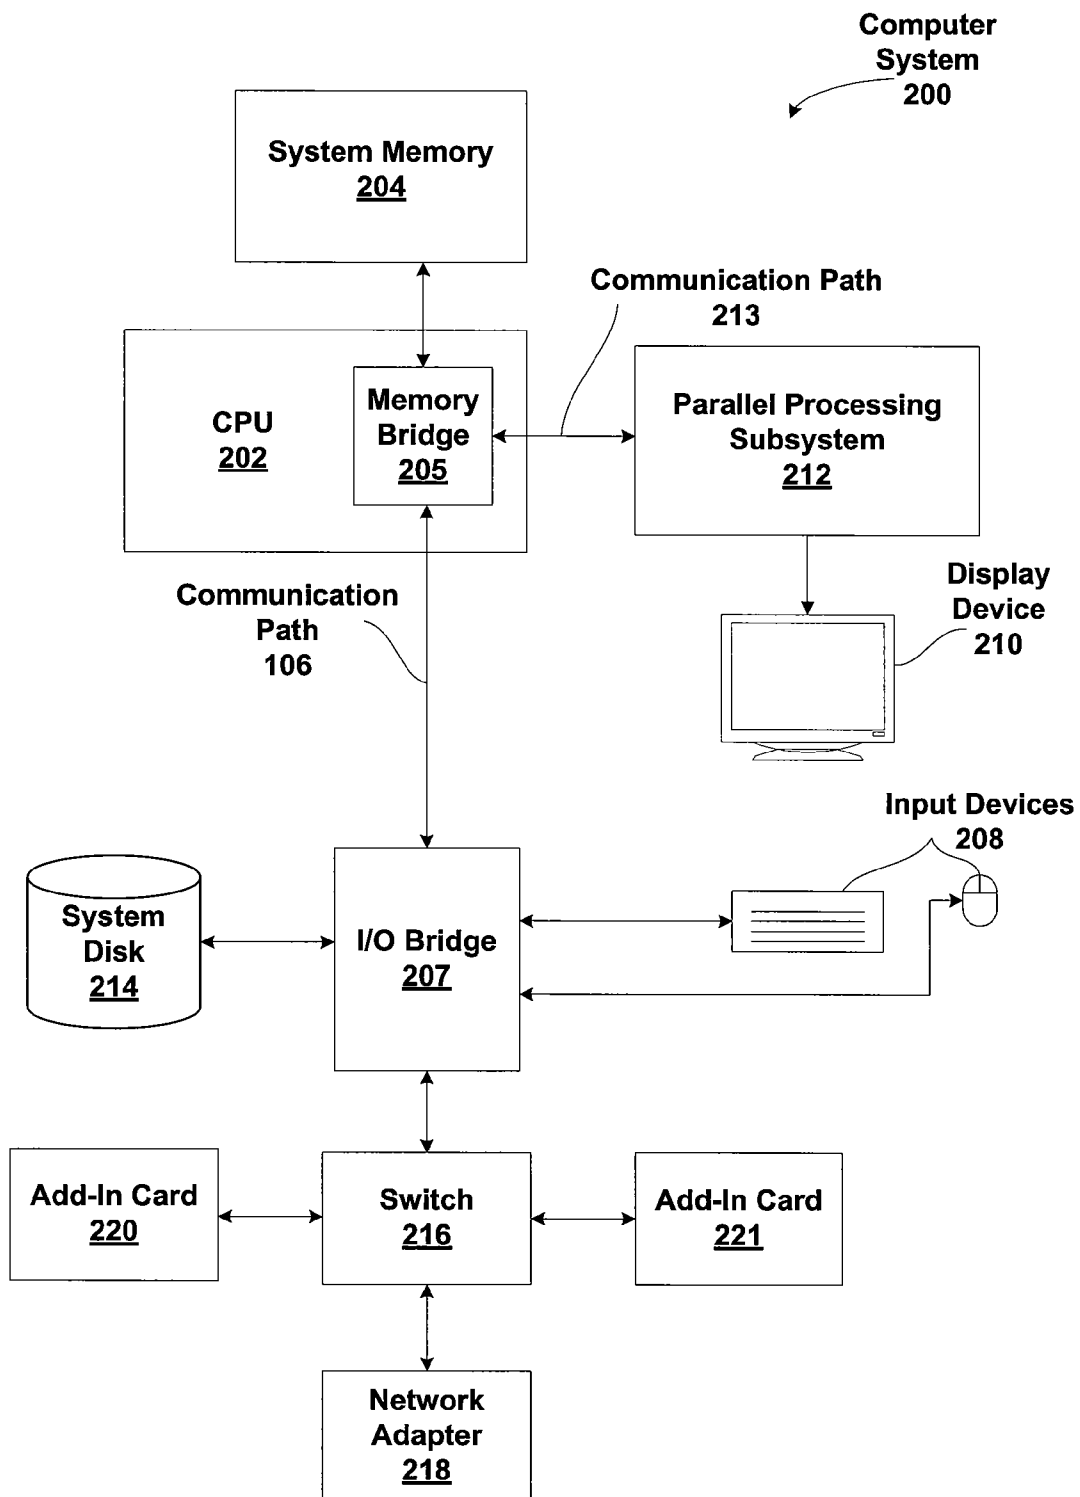 Computer
System
200
System Memory
204
Communication Path
213
CPU
202
Memory
Bridge
205
Parallel Processing
Subsystem
212
Communication
Path
106
Display
Device
210
Input Devices
208
System
Disk
214
I/O Bridge
207
Add-In Card
220
Switch
216
Add-In Card
221
Network
Adapter
218